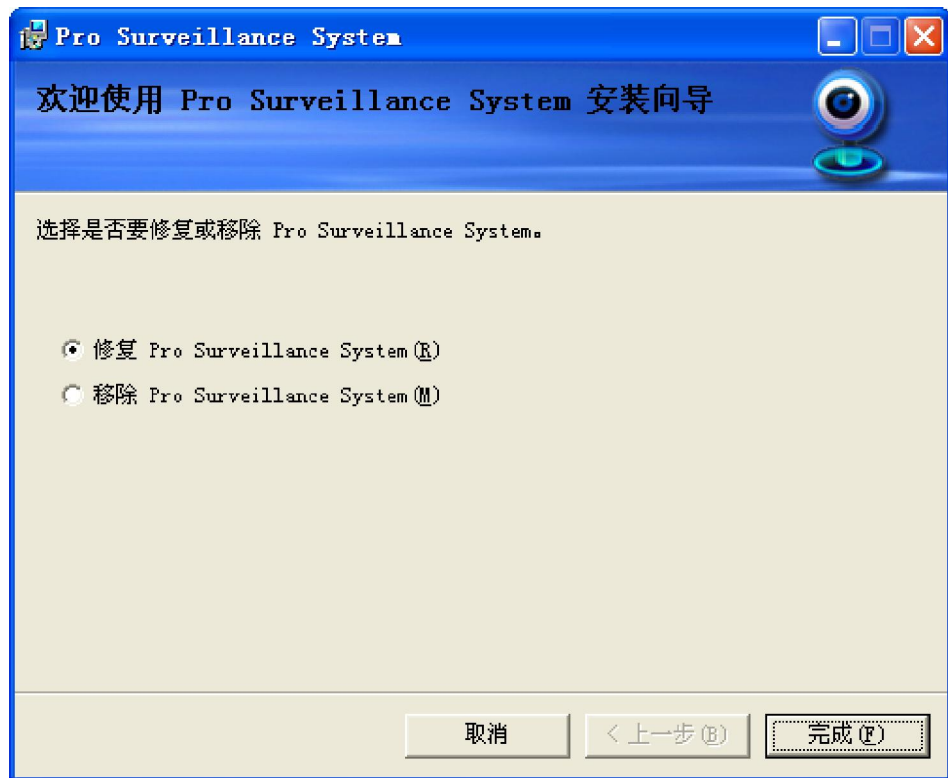 Pro Surveillance System
欢迎使用 Pro Surveillance System 安装向导
选择是否要修复或移除 Pro Surveillance System。
修复 Pro Surveillance System(R)
移除 Pro Surveillance System(M)
取消 < 上一步(B) 完成(F)